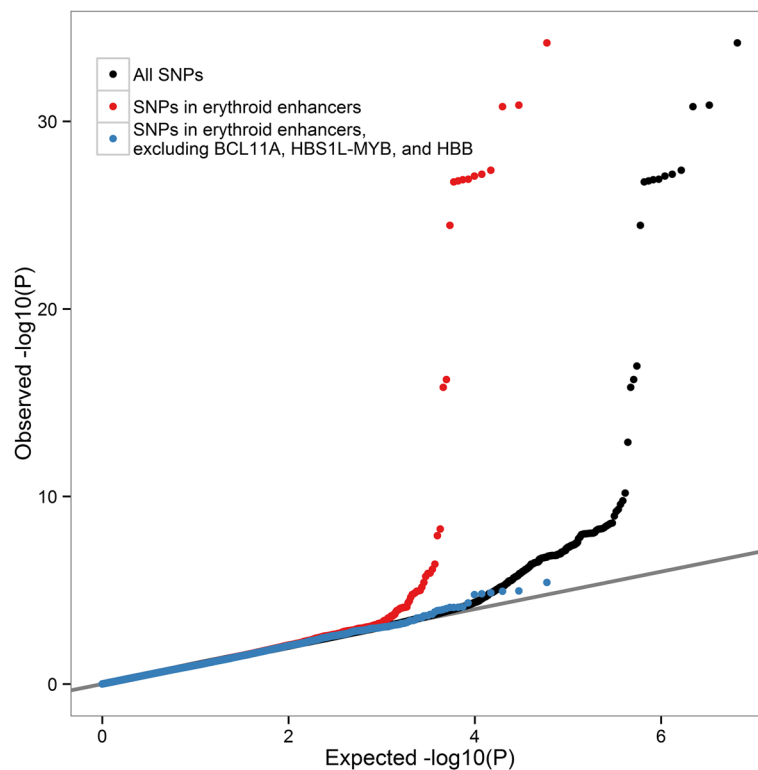 All SNPs
SNPs in erythroid enhancers
SNPs in erythroid enhancers,
excluding BCL11A, HBS1L-MYB, and HBB
30
20
10
0
Observed -log10(P)
0 2 4 6
Expected -log10(P)